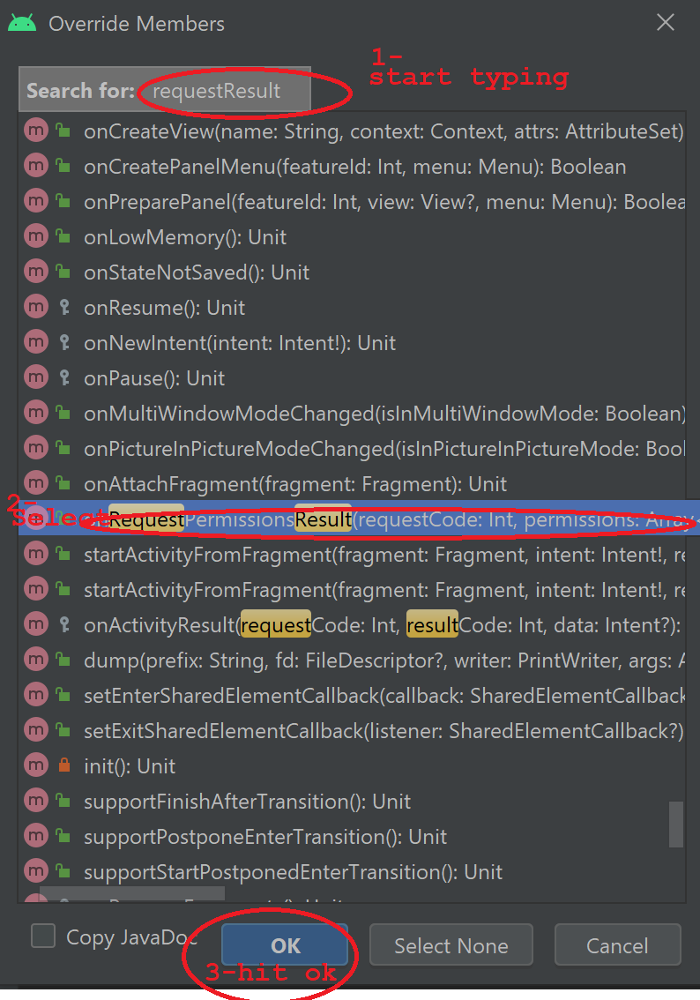 Override Members
1-
start typing
Search for: requestResult
m onCreateView(name: String, context: Context, attrs: AttributeSet)
m onCreatePanelMenu(featureId: Int, menu: Menu): Boolean
m onPreparePanel(featureId: Int, view: View?, menu: Menu): Boolea
m onLowMemory(): Unit
m onStateNotSaved(): Unit
m onResume(): Unit
m onNewIntent(intent: Intent!): Unit
m onPause(): Unit
m onMultiWindowModeChanged(isInMultiWindowMode: Boolean)
m onPictureInPictureModeChanged(isInPictureInPictureMode: Bool
m onAttachFragment(fragment: Fragment): Unit
2-
Select
m onRequestPermissionsResult(requestCode: Int, permissions: Array<
m startActivityFromFragment(fragment: Fragment, intent: Intent!, re
m startActivityFromFragment(fragment: Fragment, intent: Intent!, re
m onActivityResult(requestCode: Int, resultCode: Int, data: Intent?):
m dump(prefix: String, fd: FileDescriptor?, writer: PrintWriter, args: A
m setEnterSharedElementCallback(callback: SharedElementCallback
m setExitSharedElementCallback(listener: SharedElementCallback?)
m init(): Unit
m supportFinishAfterTransition(): Unit
m supportPostponeEnterTransition(): Unit
m supportStartPostponedEnterTransition(): Unit
Copy JavaDoc
OK
Select None
Cancel
3-hit ok